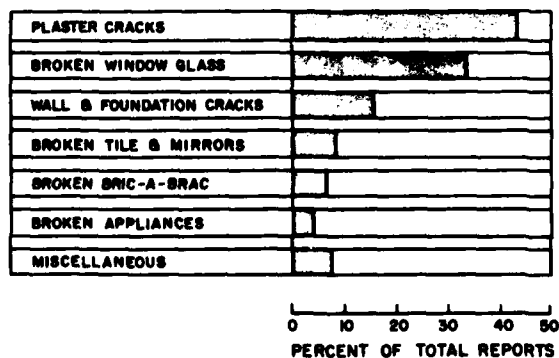 PLASTER CRACKS
BROKEN WINDOW GLASS
WALL & FOUNDATION CRACKS
BROKEN TILE & MIRRORS
BROKEN BRIC-A-BRAC
BROKEN APPLIANCES
MISCELLANEOUS
0 10 20 30 40 50
PERCENT OF TOTAL REPORTS